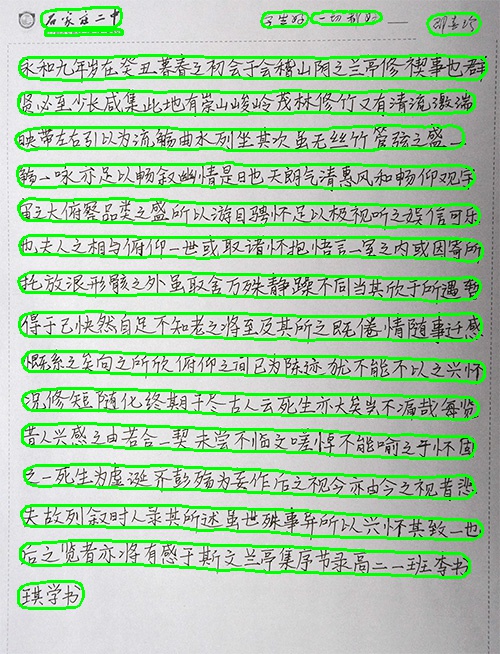 石家庄二中 学生好 一切都好
永和九年岁在癸丑暮春之初会于会稽山阴之兰亭修禊事也群
贤毕至少长咸集此地有崇山峻岭茂林修竹又有清流激湍
映带左右引以为流觞曲水列坐其次虽无丝竹管弦之盛一
觞一咏亦足以畅叙幽情是日也天朗气清惠风和畅仰观宇
宙之大俯察品类之盛所以游目骋怀足以极视听之娱信可乐
也夫人之相与俯仰一世或取诸怀抱悟言一室之内或因寄所
托放浪形骸之外虽取舍万殊静躁不同当其欣于所遇暂
得于己快然自足不知老之将至及其所之既倦情随事迁感
慨系之矣向之所欣俯仰之间已为陈迹犹不能不以之兴怀
况修短随化终期于尽古人云死生亦大矣岂不痛哉每览
昔人兴感之由若合一契未尝不临文嗟悼不能喻之于怀固
之一死生为虚诞齐彭殇为妄作后之视今亦由今之视昔悲
夫故列叙时人录其所述虽世殊事异所以兴怀其致一也
后之览者亦将有感于斯文兰亭集序节录高二一班李书
琪学书